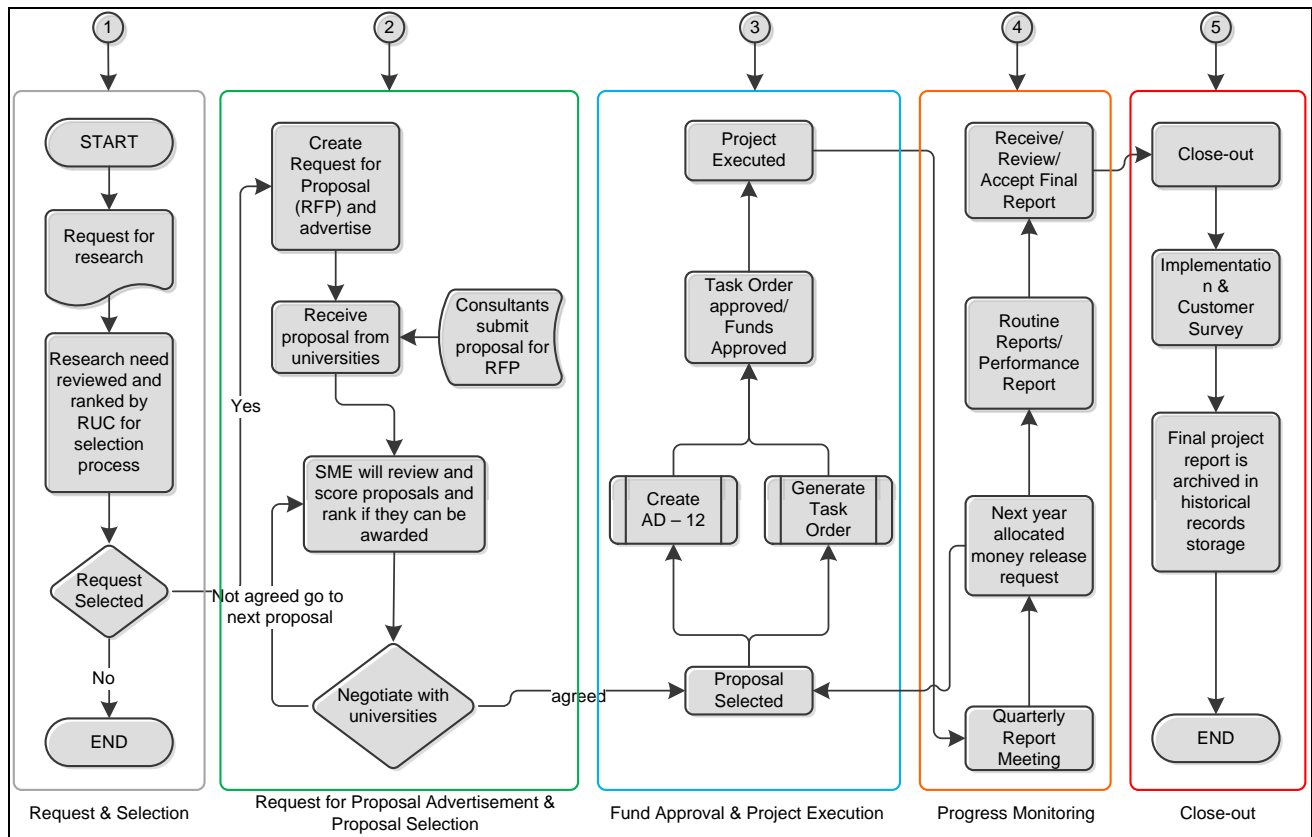 1
START
Request for
research
Research need
reviewed and
ranked by
RUC for
selection
process
Request
Selected
No
END
Yes
Request & Selection
2
Create
Request for
Proposal
(RFP) and
advertise
Receive
proposal from
universities
Consultants
submit
proposal for
RFP
SME will review and
score proposals and
rank if they can be
awarded
Not agreed go to
next proposal
Negotiate with
universities
agreed
Request for Proposal Advertisement &
Proposal Selection
3
Project
Executed
Task Order
approved/
Funds
Approved
Create
AD – 12
Generate
Task
Order
Proposal
Selected
Fund Approval & Project Execution
4
Receive/
Review/
Accept Final
Report
Routine
Reports/
Performance
Report
Next year
allocated
money release
request
Quarterly
Report
Meeting
Progress Monitoring
5
Close-out
Implementatio
n & Customer
Survey
Final project
report is
archived in
historical
records
storage
END
Close-out